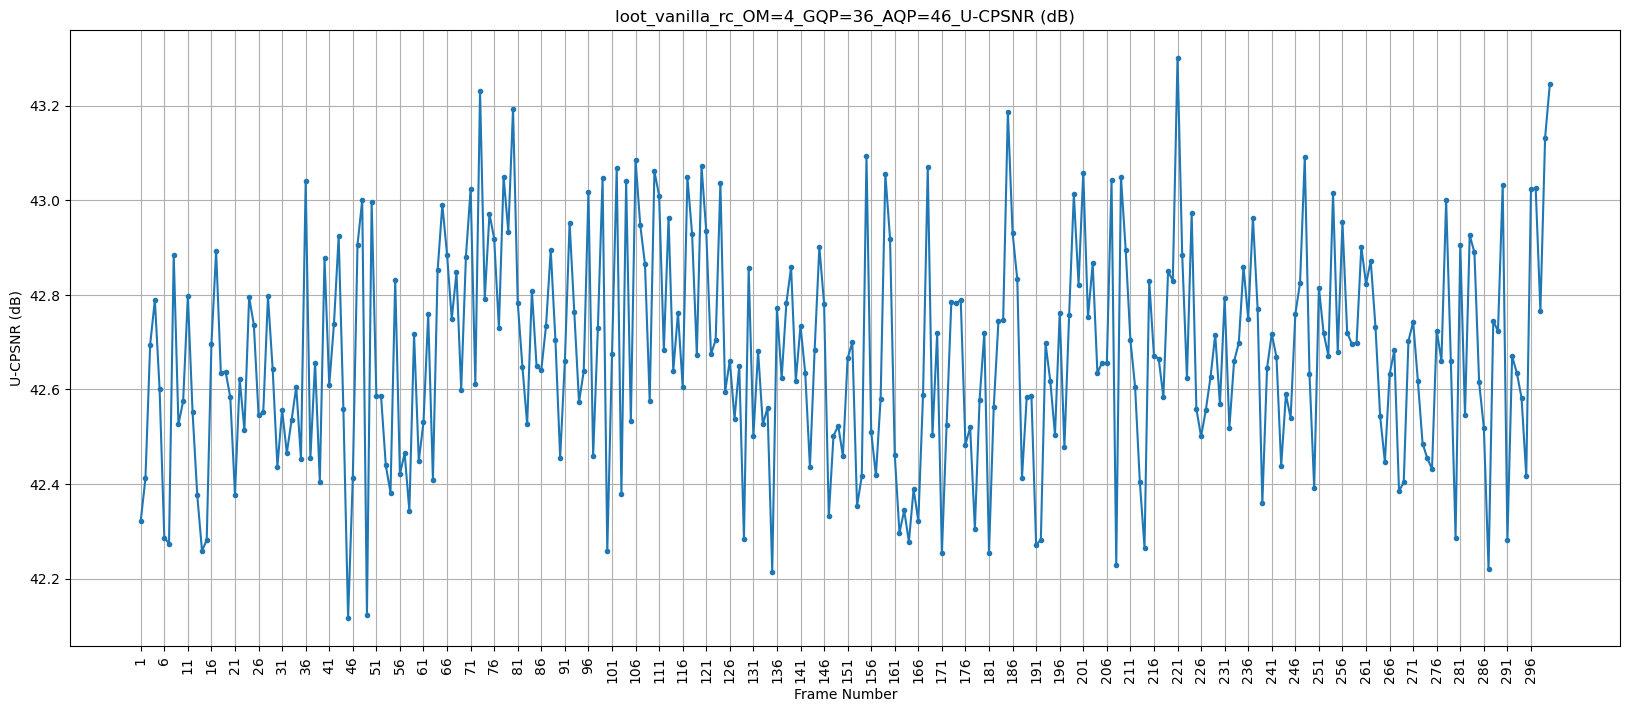 loot_vanilla_rc_OM=4_GQP=36_AQP=46_U-CPSNR (dB)
U-CPSNR (dB)
43.2
43.0
42.8
42.6
42.4
42.2
1 6 11 16 21 26 31 36 41 46 51 56 61 66 71 76 81 86 91 96 101 106 111 116 121 126 131 136 141 146 151 156 161 166 171 176 181 186 191 196 201 206 211 216 221 226 231 236 241 246 251 256 261 266 271 276 281 286 291 296
Frame Number